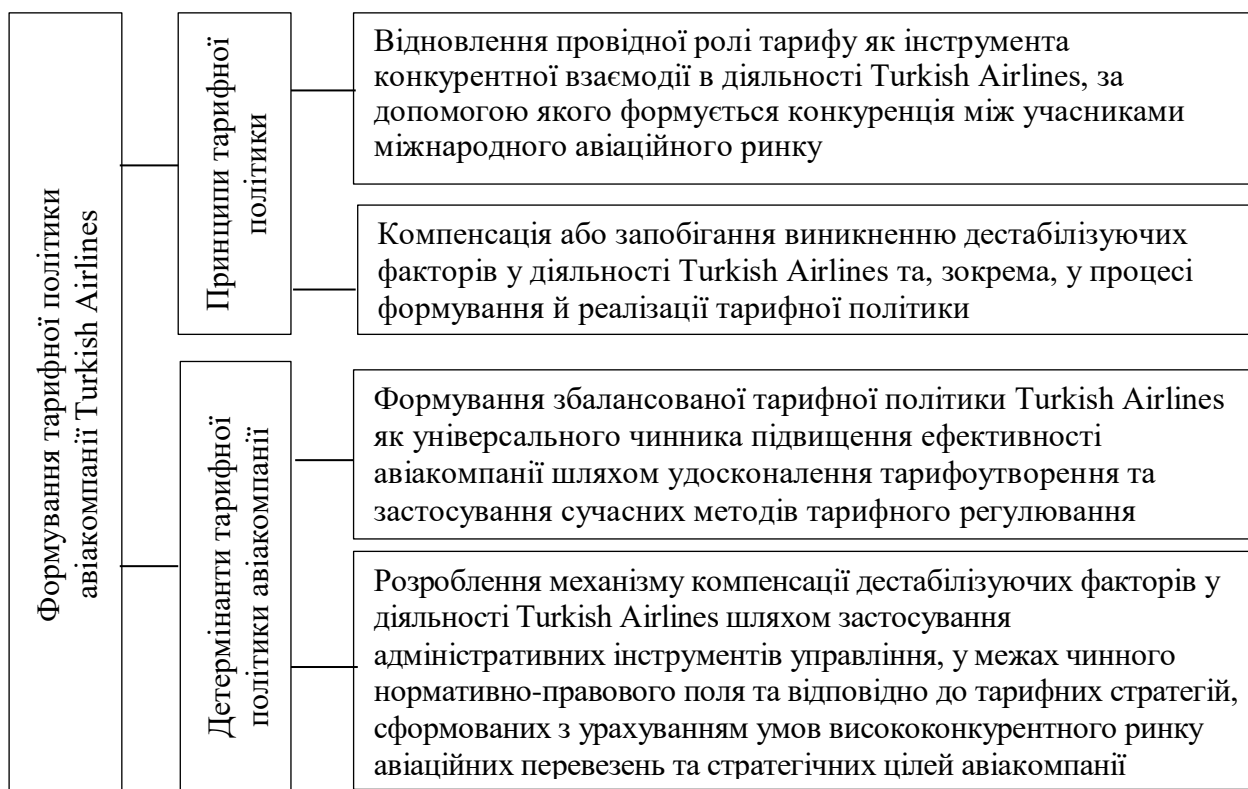 Формування тарифної політики
авіакомпанії Turkish Airlines
Принципи тарифної
політики
Відновлення провідної ролі тарифу як інструмента
конкурентної взаємодії в діяльності Turkish Airlines, за
допомогою якого формується конкуренція між учасниками
міжнародного авіаційного ринку
Компенсація або запобігання виникненню дестабілізуючих
факторів у діяльності Turkish Airlines та, зокрема, у процесі
формування й реалізації тарифної політики
Детермінанти тарифної
політики авіакомпанії
Формування збалансованої тарифної політики Turkish Airlines
як універсального чинника підвищення ефективності
авіакомпанії шляхом удосконалення тарифоутворення та
застосування сучасних методів тарифного регулювання
Розроблення механізму компенсації дестабілізуючих факторів у
діяльності Turkish Airlines шляхом застосування
адміністративних інструментів управління, у межах чинного
нормативно-правового поля та відповідно до тарифних стратегій,
сформованих з урахуванням умов висококонкурентного ринку
авіаційних перевезень та стратегічних цілей авіакомпанії